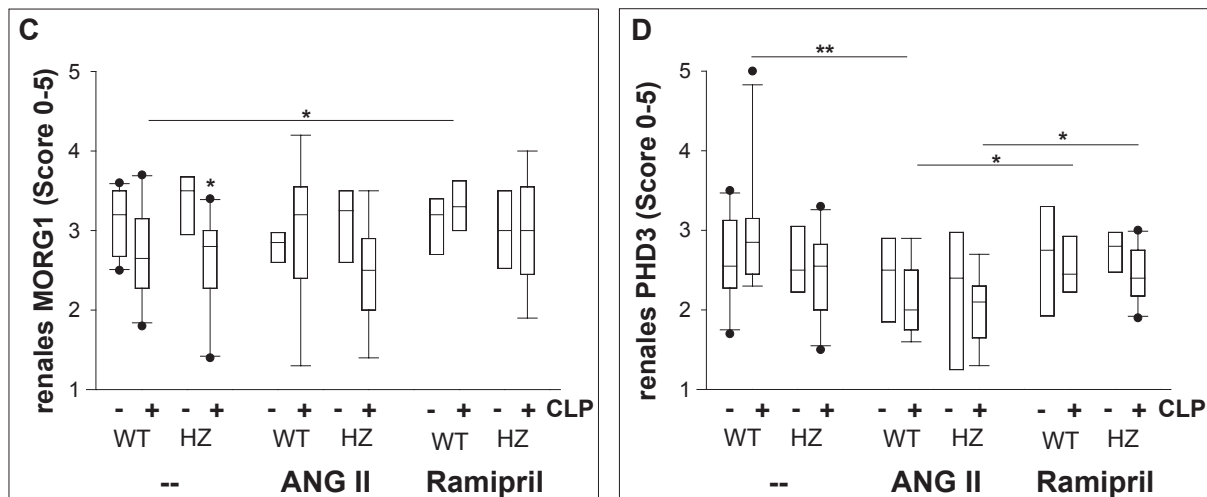 C
renales MORG1 (Score 0-5)
5
4
3
2
1
*
*
- + - + - + - + - + - + CLP
WT HZ WT HZ WT HZ
-- ANG II Ramipril
D
renales PHD3 (Score 0-5)
5
4
3
2
1
**
*
*
- + - + - + - + - + - + CLP
WT HZ WT HZ WT HZ
-- ANG II Ramipril